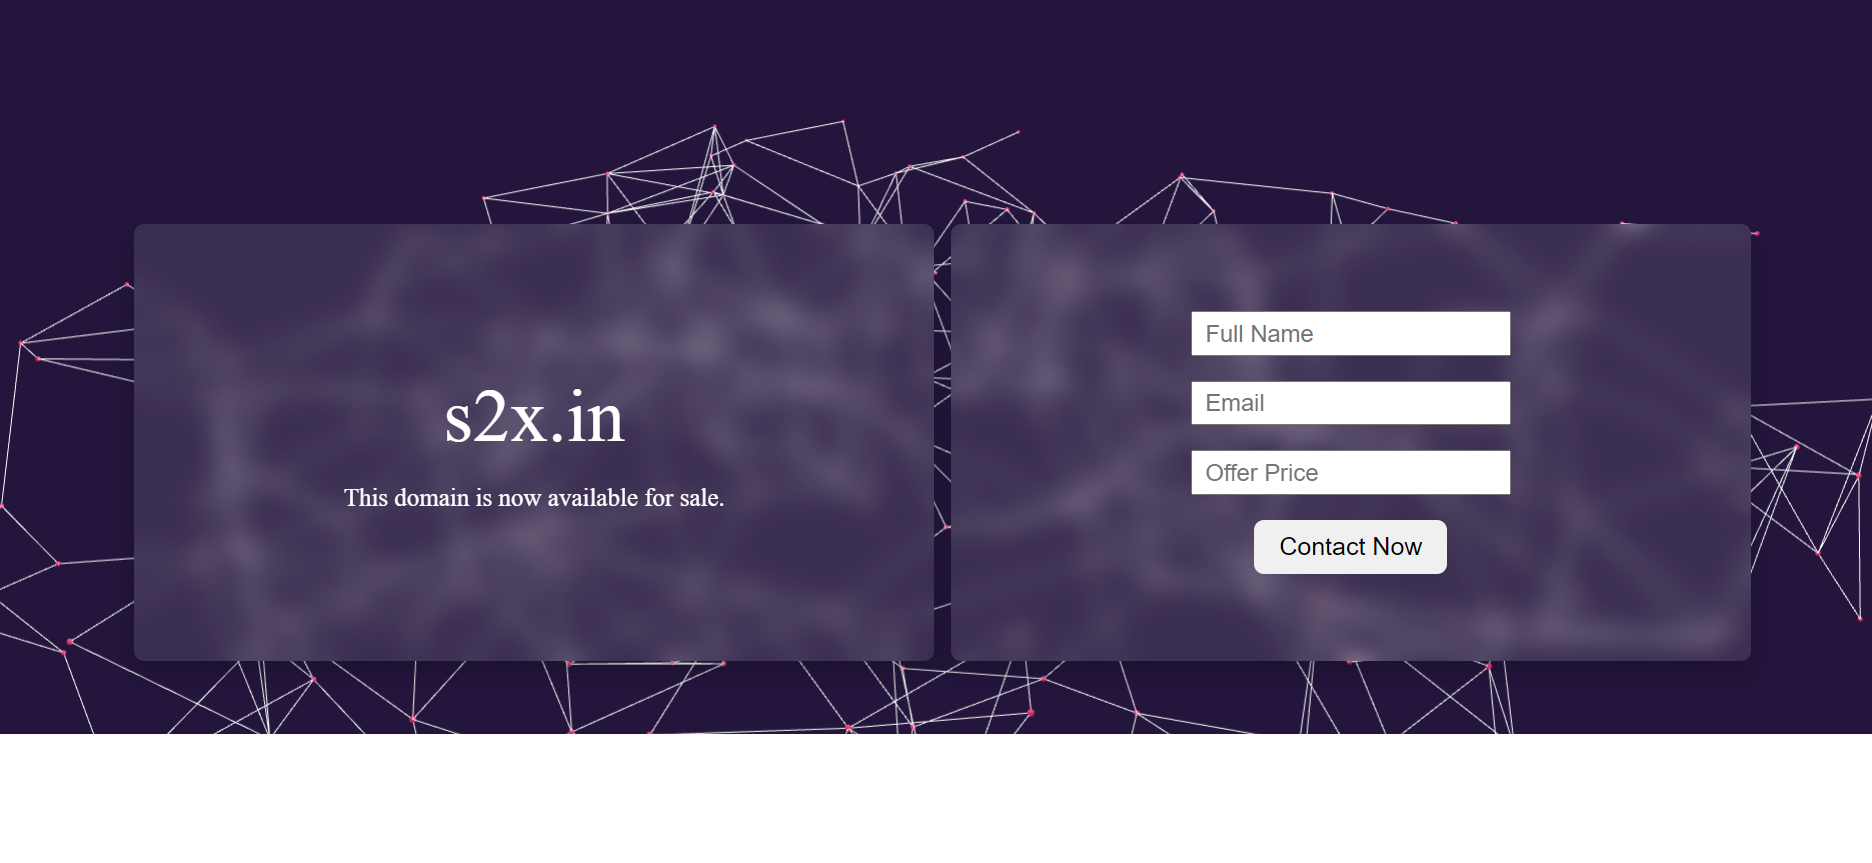 s2x.in
This domain is now available for sale.
Full Name
Email
Offer Price
Contact Now